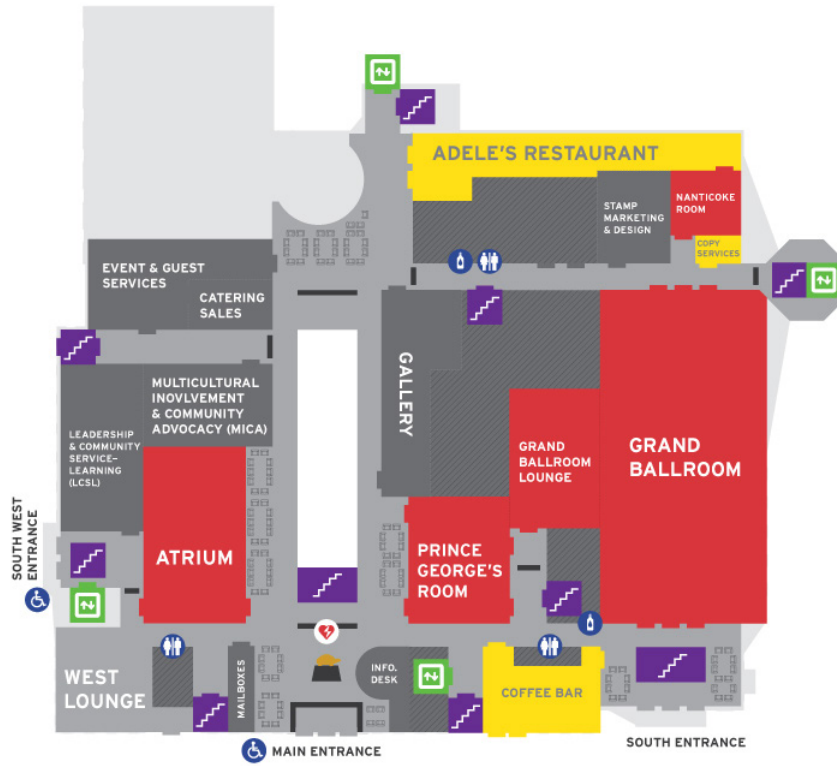 ADELE'S RESTAURANT
STAMP
MARKETING
& DESIGN
NANTICOKE
ROOM
COPY
SERVICES
EVENT & GUEST
SERVICES
CATERING
SALES
MULTICULTURAL
INOVLVEMENT
& COMMUNITY
ADVOCACY (MICA)
LEADERSHIP
& COMMUNITY
SERVICE–
LEARNING
(LCSL)
GALLERY
GRAND
BALLROOM
LOUNGE
GRAND
BALLROOM
ATRIUM
PRINCE
GEORGE'S
ROOM
SOUTH WEST
ENTRANCE
WEST
LOUNGE
MAILBOXES
INFO.
DESK
COFFEE BAR
MAIN ENTRANCE
SOUTH ENTRANCE